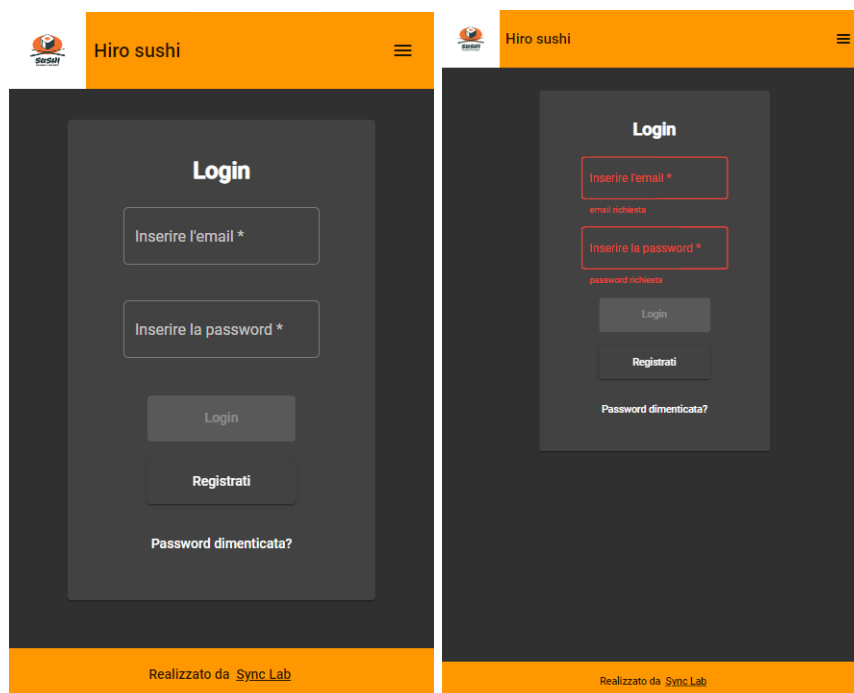 SUSHI
Hiro sushi
Login
Inserire l'email *
Inserire la password *
Login
Registrati
Password dimenticata?
Realizzato da Sync Lab
SUSHI
Hiro sushi
Login
Inserire l'email *
email richiesta
Inserire la password *
password richiesta
Login
Registrati
Password dimenticata?
Realizzato da Sync Lab